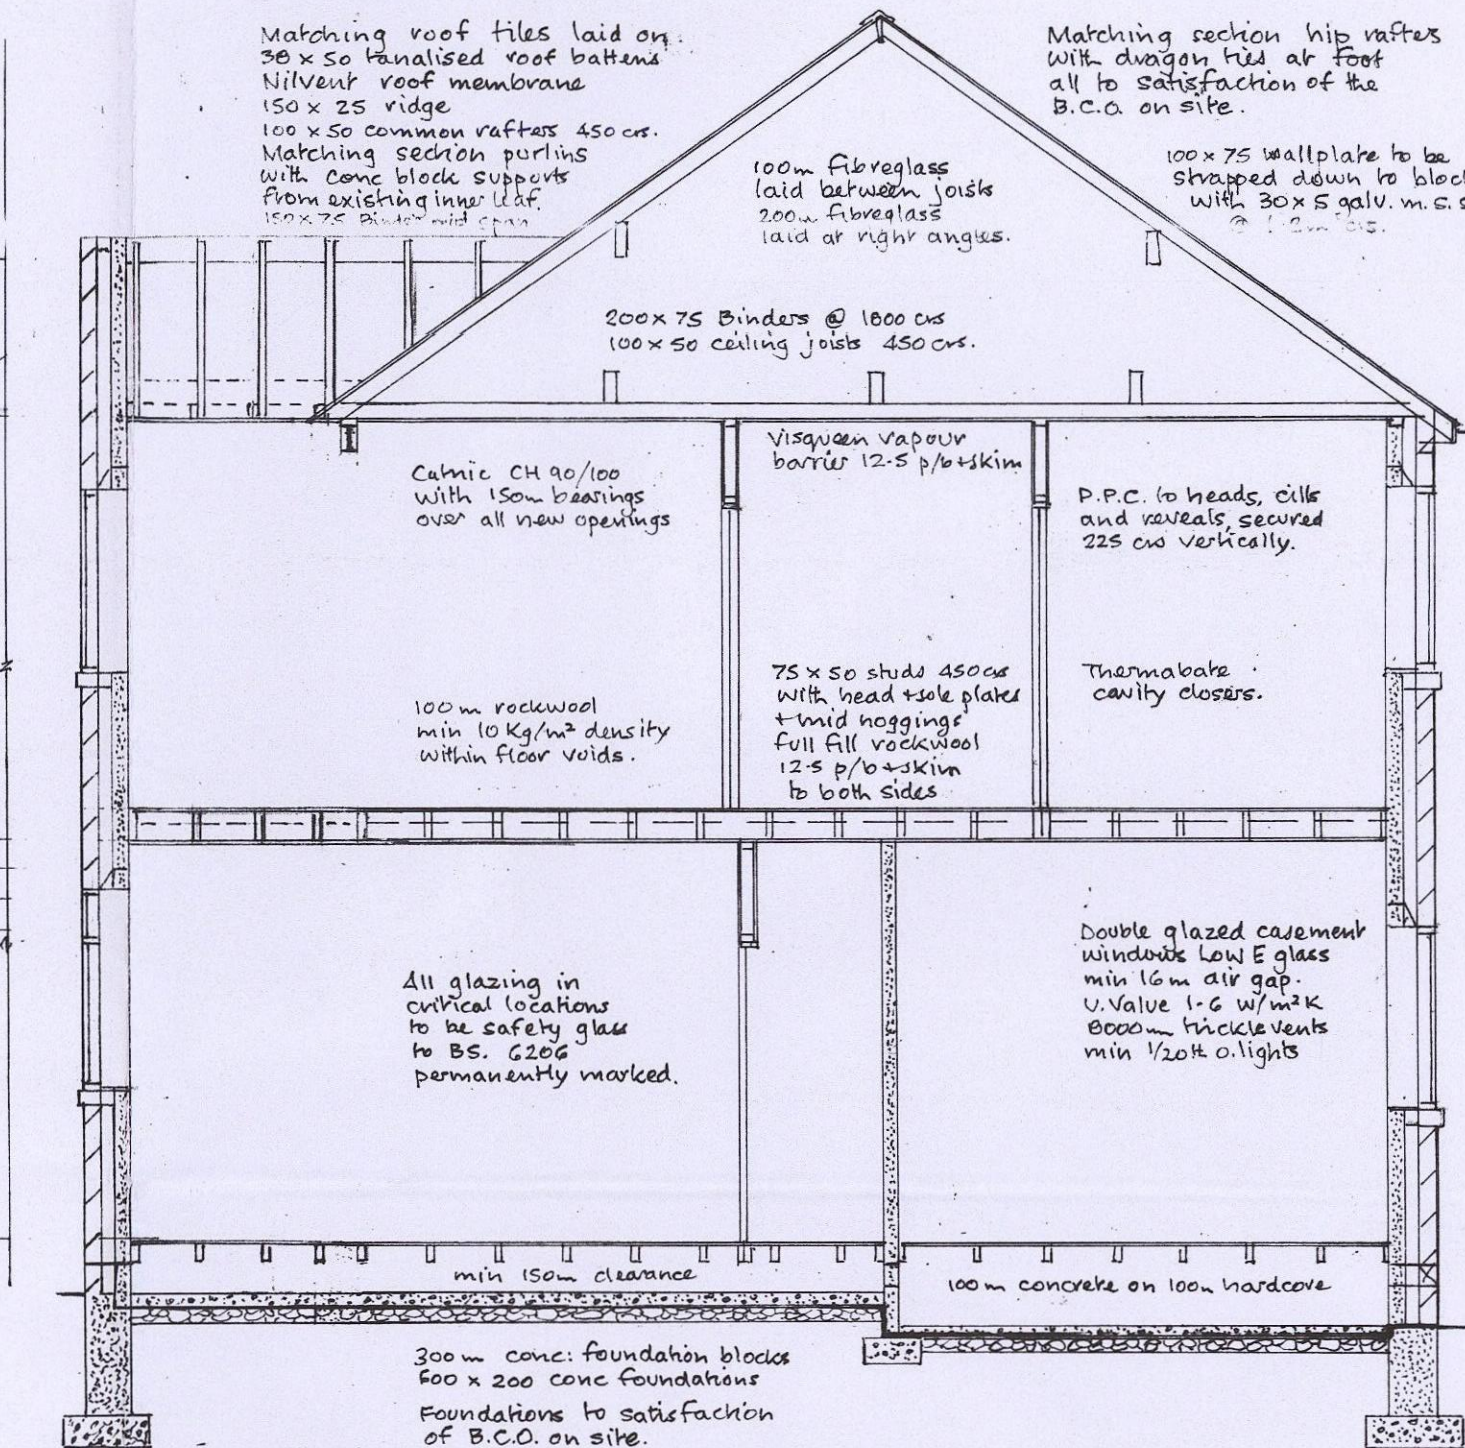 Matching roof tiles laid on
38 x 50 tanalised roof battens
Nilvent roof membrane
150 x 25 ridge
100 x 50 common rafters 450 crs.
Matching section purlins
with conc block supports
from existing inner leaf.
150 x 75 Binder mid span
Matching section hip rafters
with dragon ties at foot
all to satisfaction of the
B.C.O. on site.
100m fibreglass
laid between joists
200m fibreglass
laid at right angles.
100 x 75 wallplate to be
strapped down to block
with 30 x 5 galv. m.s.s
@ 1.2m crs.
200 x 75 Binders @ 1800 crs
100 x 50 ceiling joists 450 crs.
Catnic CH 90/100
with 150m bearings
over all new openings
Visqueen vapour
barrier 12.5 p/b + skim
D.P.C. to heads, cills
and reveals, secured
225 crs vertically.
100m rockwool
min 10 Kg/m² density
within floor voids.
75 x 50 studs 450 crs
with head + sole plates
+ mid noggings
full fill rockwool
12.5 p/b + skim
to both sides
Thermabate
cavity closers.
All glazing in
critical locations
to be safety glass
to BS. 6206
permanently marked.
Double glazed casement
windows Low E glass
min 16m air gap.
U. Value 1.6 W/m²K
8000m trickle vents
min 1/20th o. lights
min 150m clearance
100m concrete on 100m hardcore
300m conc: foundation blocks
600 x 200 conc foundations
Foundations to satisfaction
of B.C.O. on site.